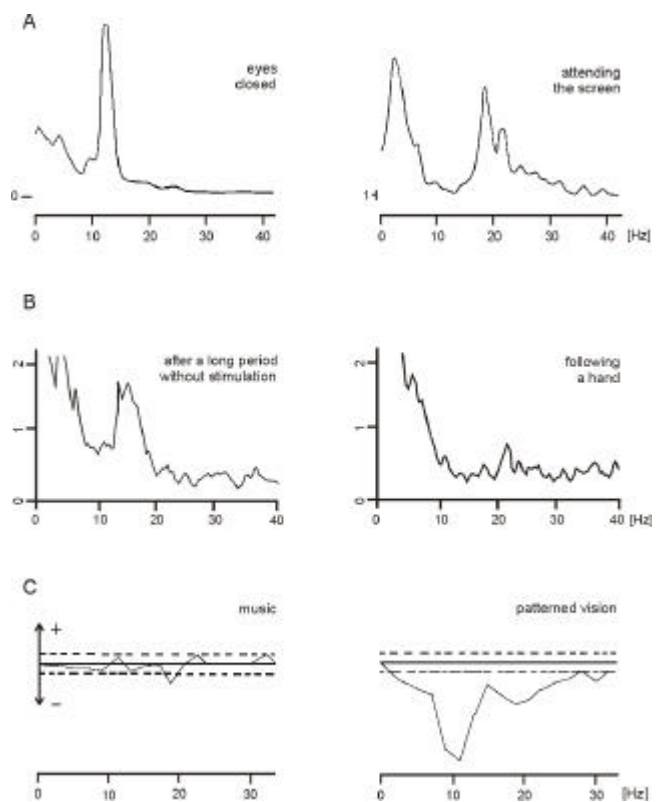 A
eyes
closed
attending
the screen
0
14
0 10 20 30 40
0 10 20 30 40 [Hz]
B
after a long period
without stimulation
following
a hand
2
1
0
2
1
0
0 10 20 30 40
0 10 20 30 40 [Hz]
C
music
patterned vision
+
−
0 10 20 30
0 10 20 30 [Hz]